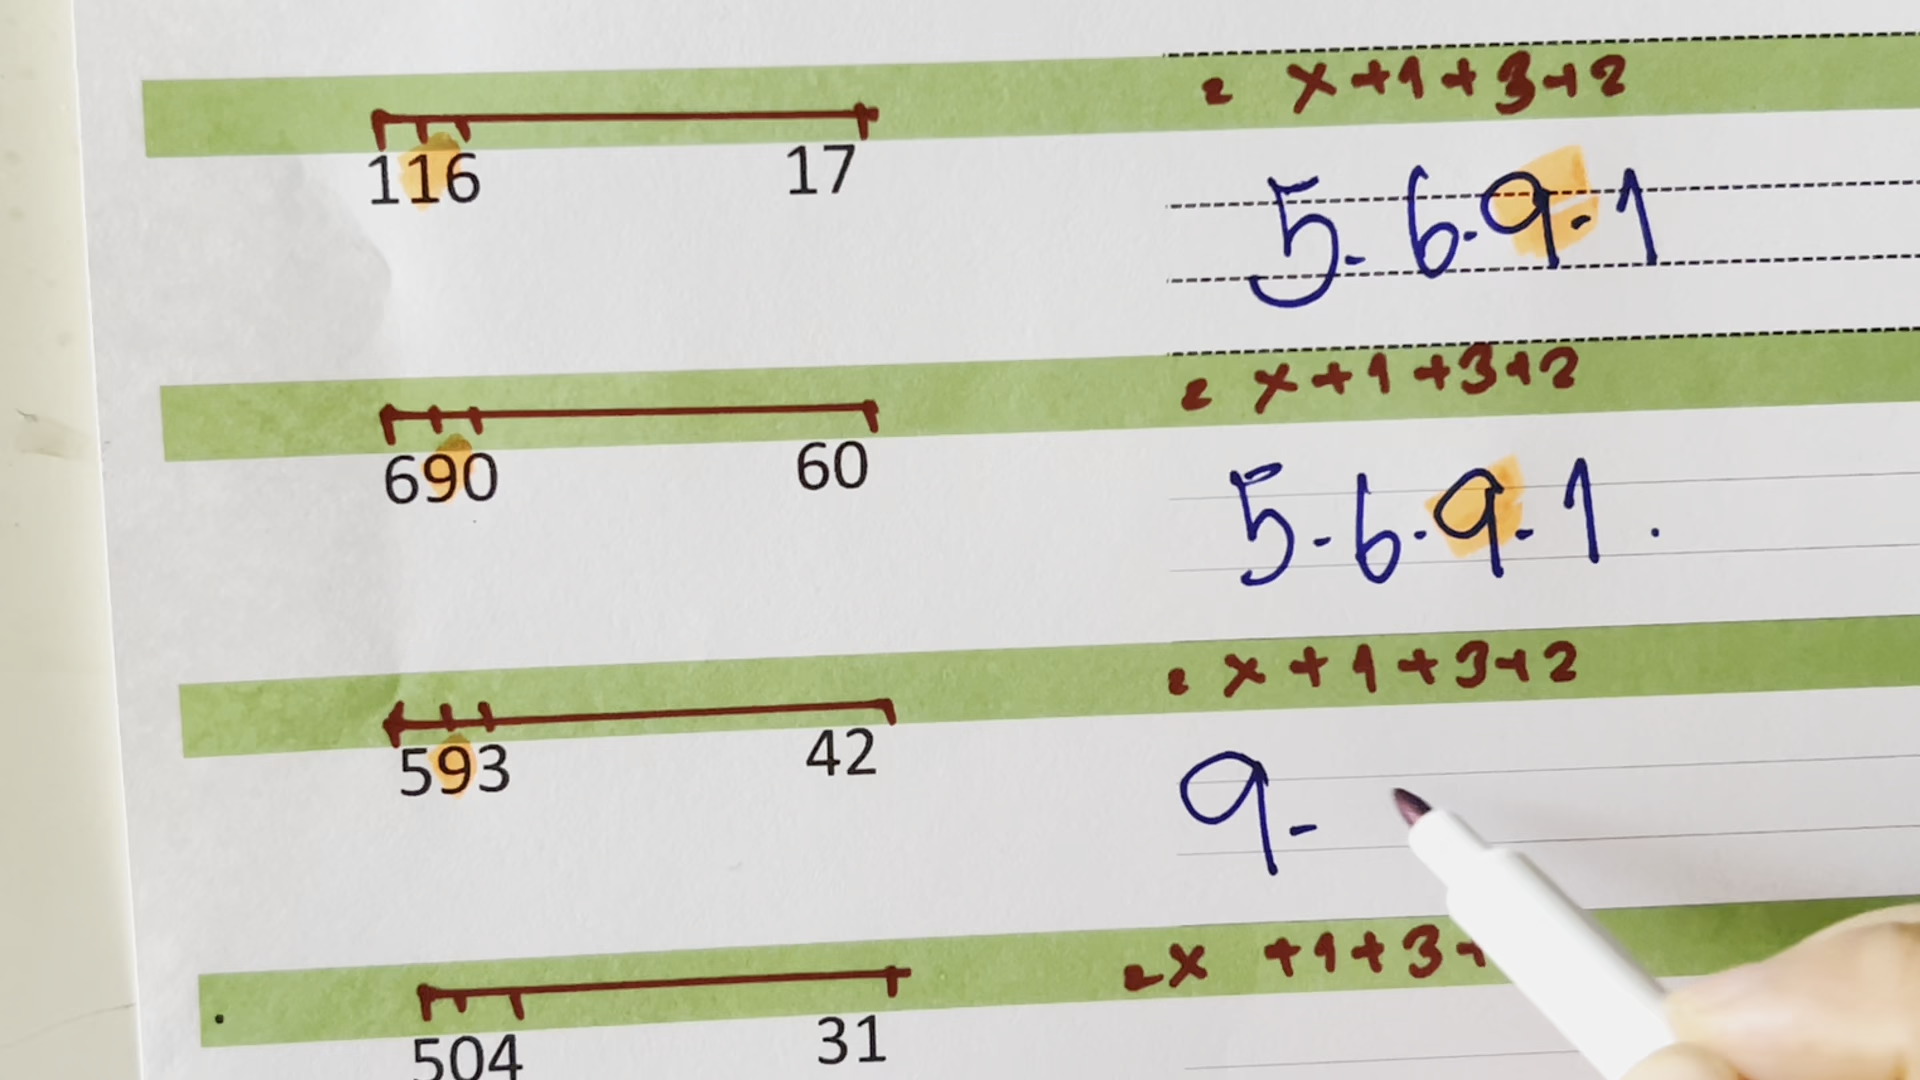 = x + 1 + 3 + 2
116 17
5 - 6 - 9 - 1
= x + 1 + 3 + 2
690 60
5 - 6 - 9 - 1 .
= x + 1 + 3 + 2
593 42
9 -
= x + 1 + 3 +
504 31